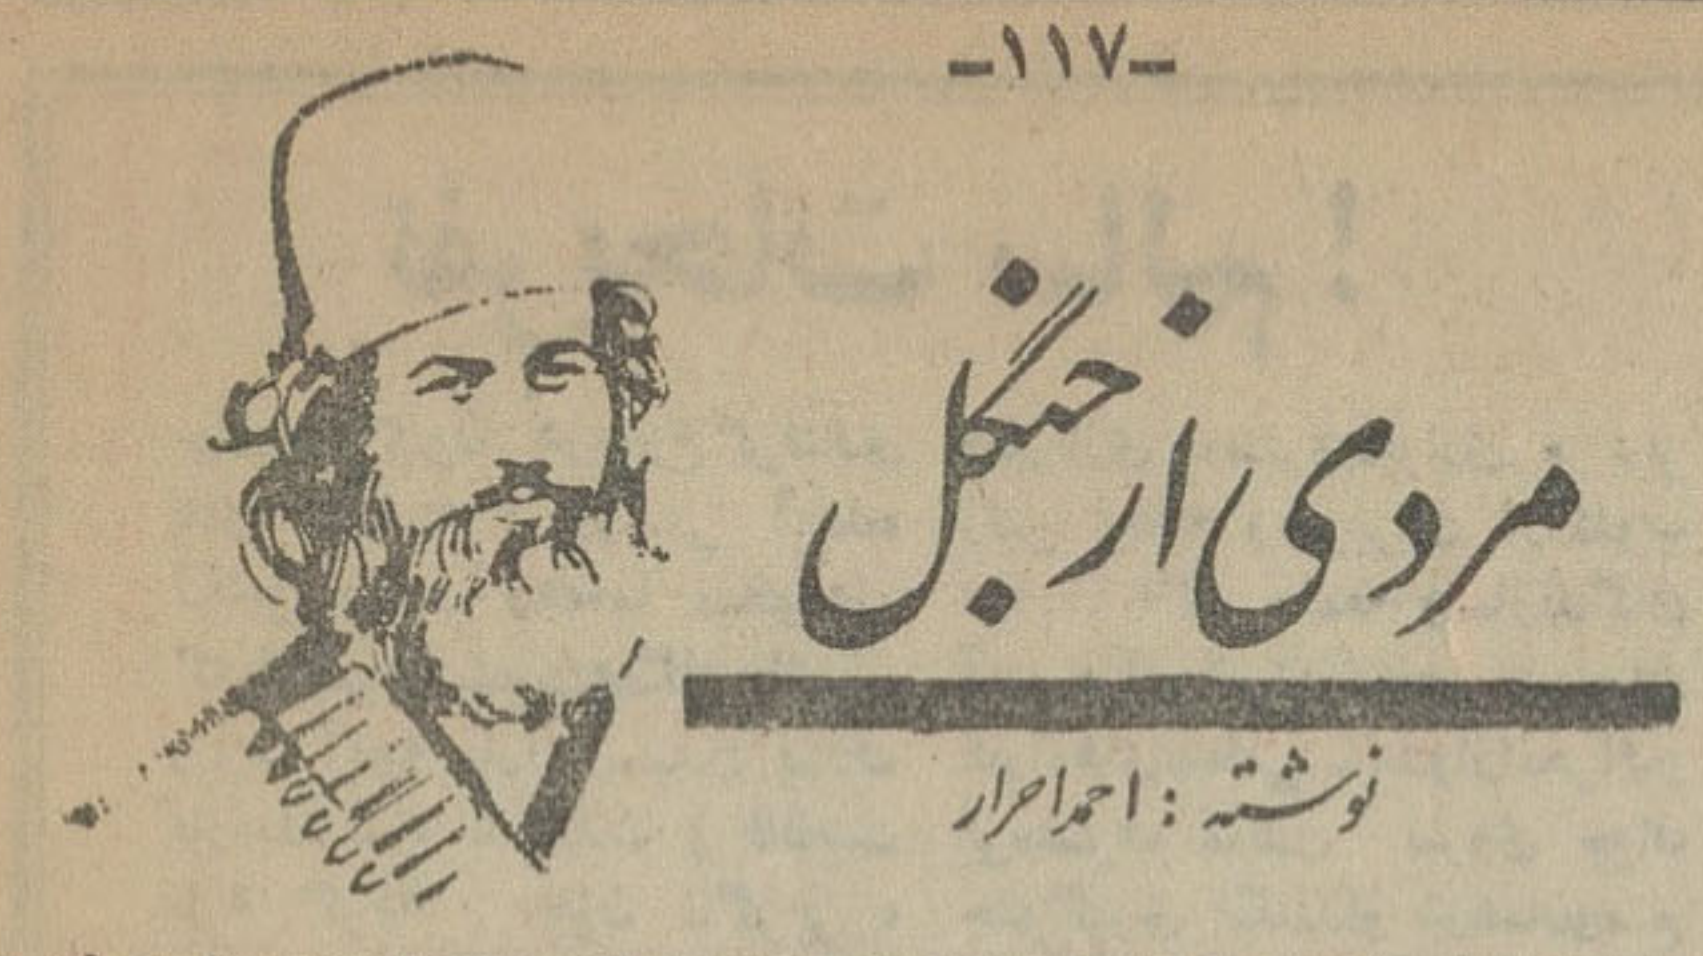 -۱۱۷-
مردی از جنگل
نوشته : احمد احرار